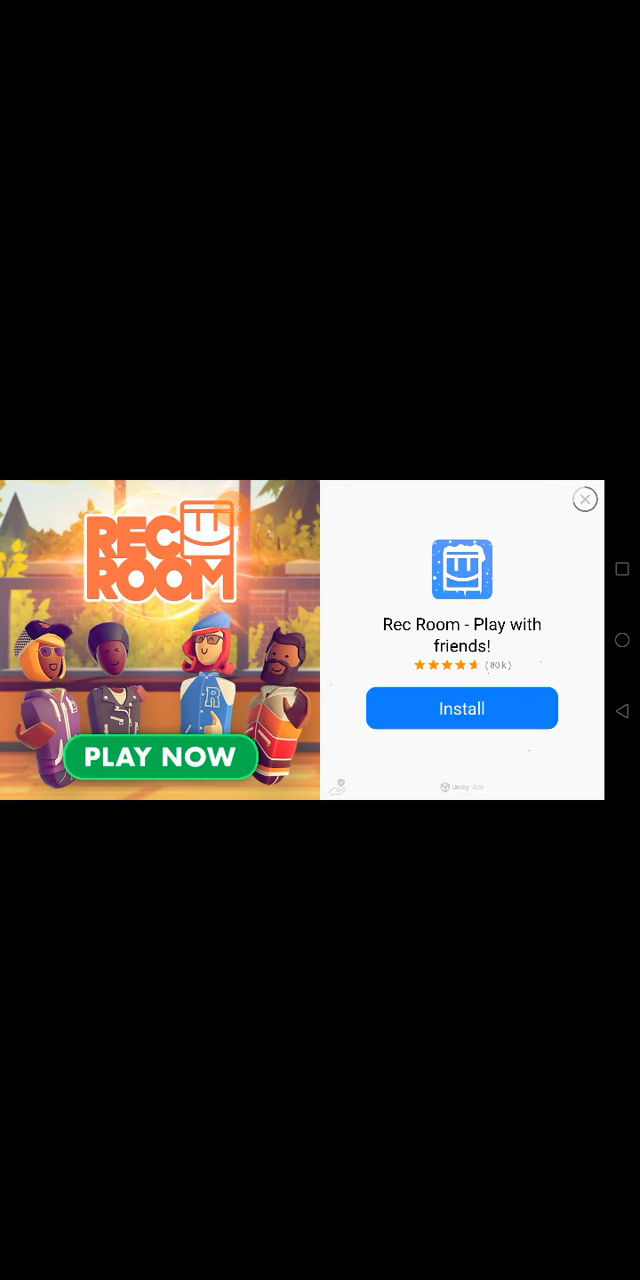 REC
ROOM
PLAY NOW
Rec Room - Play with
friends!
(80k)
Install
Unity Ads
R